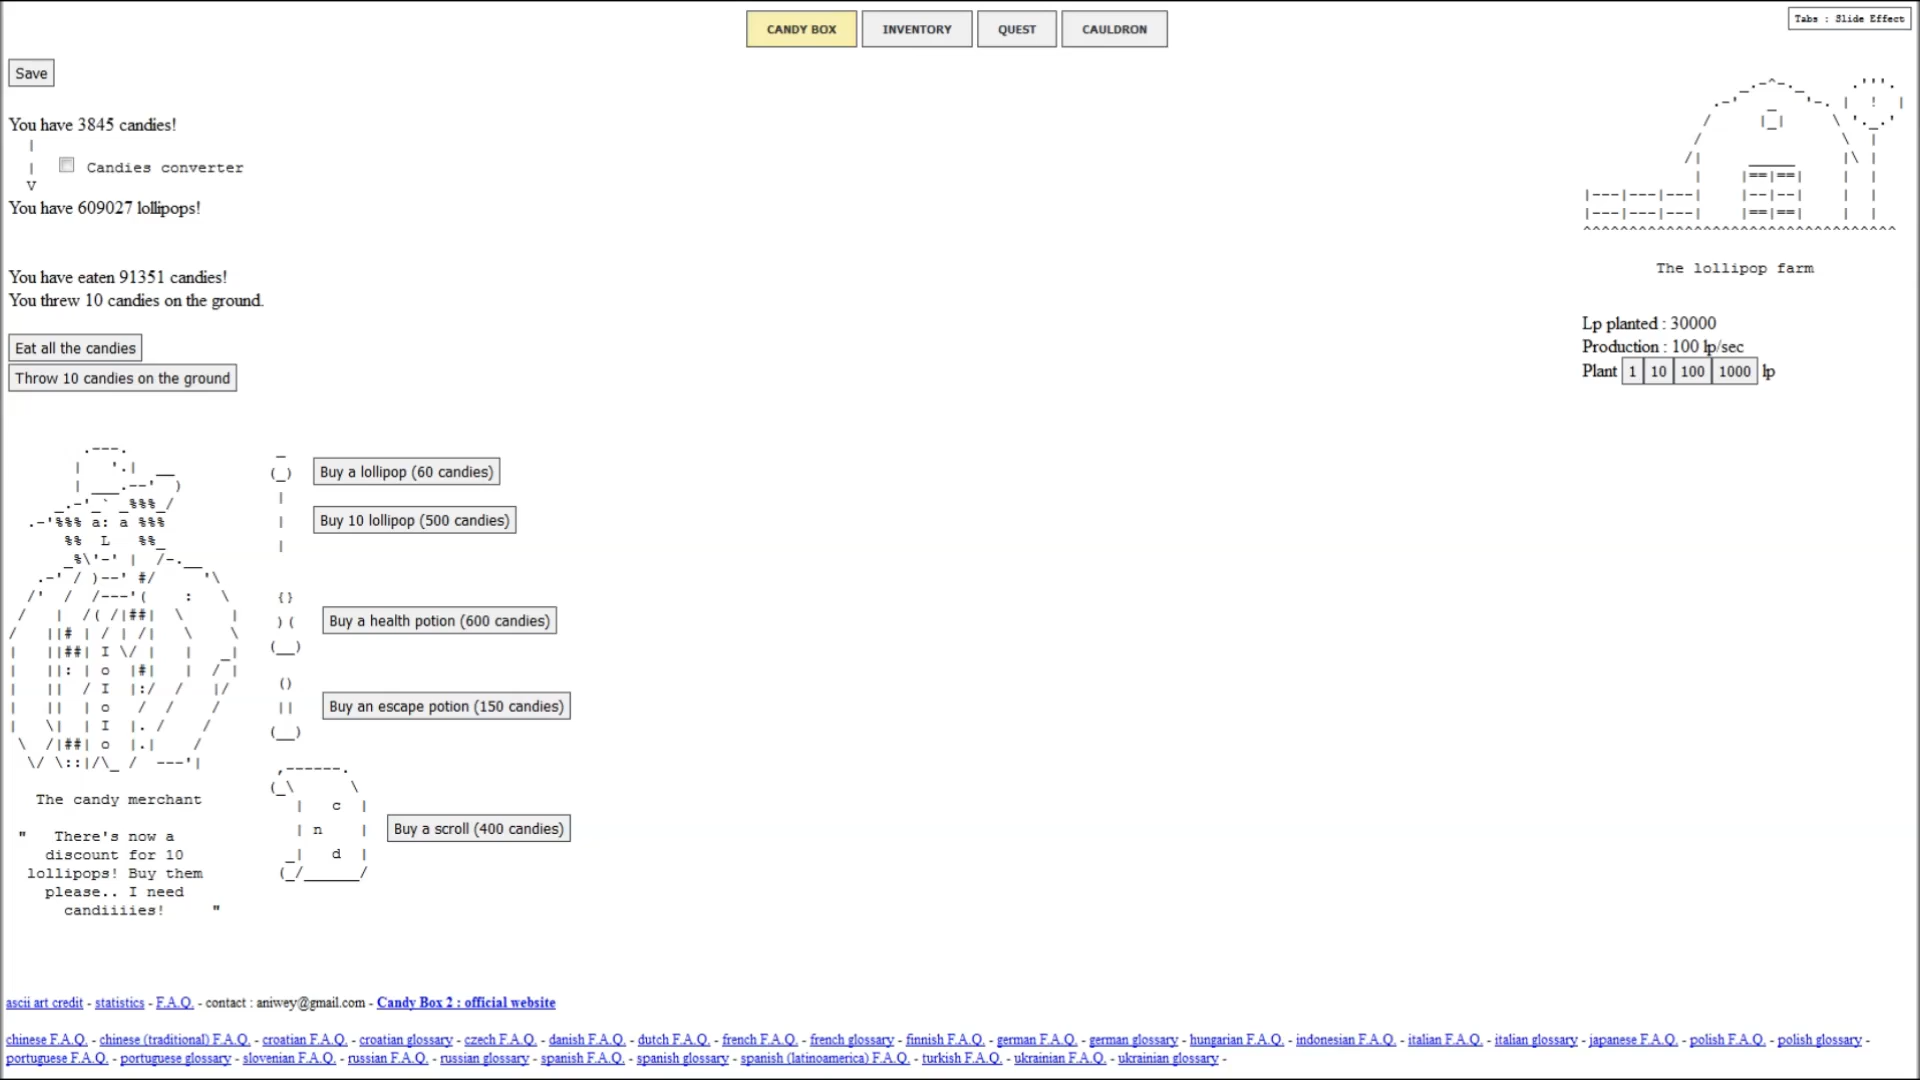 CANDY BOX INVENTORY QUEST CAULDRON
Tabs : Slide Effect
Save
You have 3845 candies!
Candies converter
You have 609027 lollipops!
You have eaten 91351 candies!
You threw 10 candies on the ground.
Eat all the candies
Throw 10 candies on the ground
The lollipop farm
Lp planted : 30000
Production : 100 lp/sec
Plant 1 10 100 1000 lp
Buy a lollipop (60 candies)
Buy 10 lollipop (500 candies)
Buy a health potion (600 candies)
Buy an escape potion (150 candies)
c
n
d
Buy a scroll (400 candies)
The candy merchant
" There's now a
discount for 10
lollipops! Buy them
please.. I need
candiiiies! "
ascii art credit - statistics - F.A.Q. - contact : aniwey@gmail.com - Candy Box 2 : official website
chinese F.A.Q. - chinese (traditional) F.A.Q. - croatian F.A.Q. - croatian glossary - czech F.A.Q. - danish F.A.Q. - dutch F.A.Q. - french F.A.Q. - french glossary - finnish F.A.Q. - german F.A.Q. - german glossary - hungarian F.A.Q. - indonesian F.A.Q. - italian F.A.Q. - italian glossary - japanese F.A.Q. - polish F.A.Q. - polish glossary -
portuguese F.A.Q. - portuguese glossary - slovenian F.A.Q. - russian F.A.Q. - russian glossary - spanish F.A.Q. - spanish glossary - spanish (latinoamerica) F.A.Q. - turkish F.A.Q. - ukrainian F.A.Q. - ukrainian glossary -